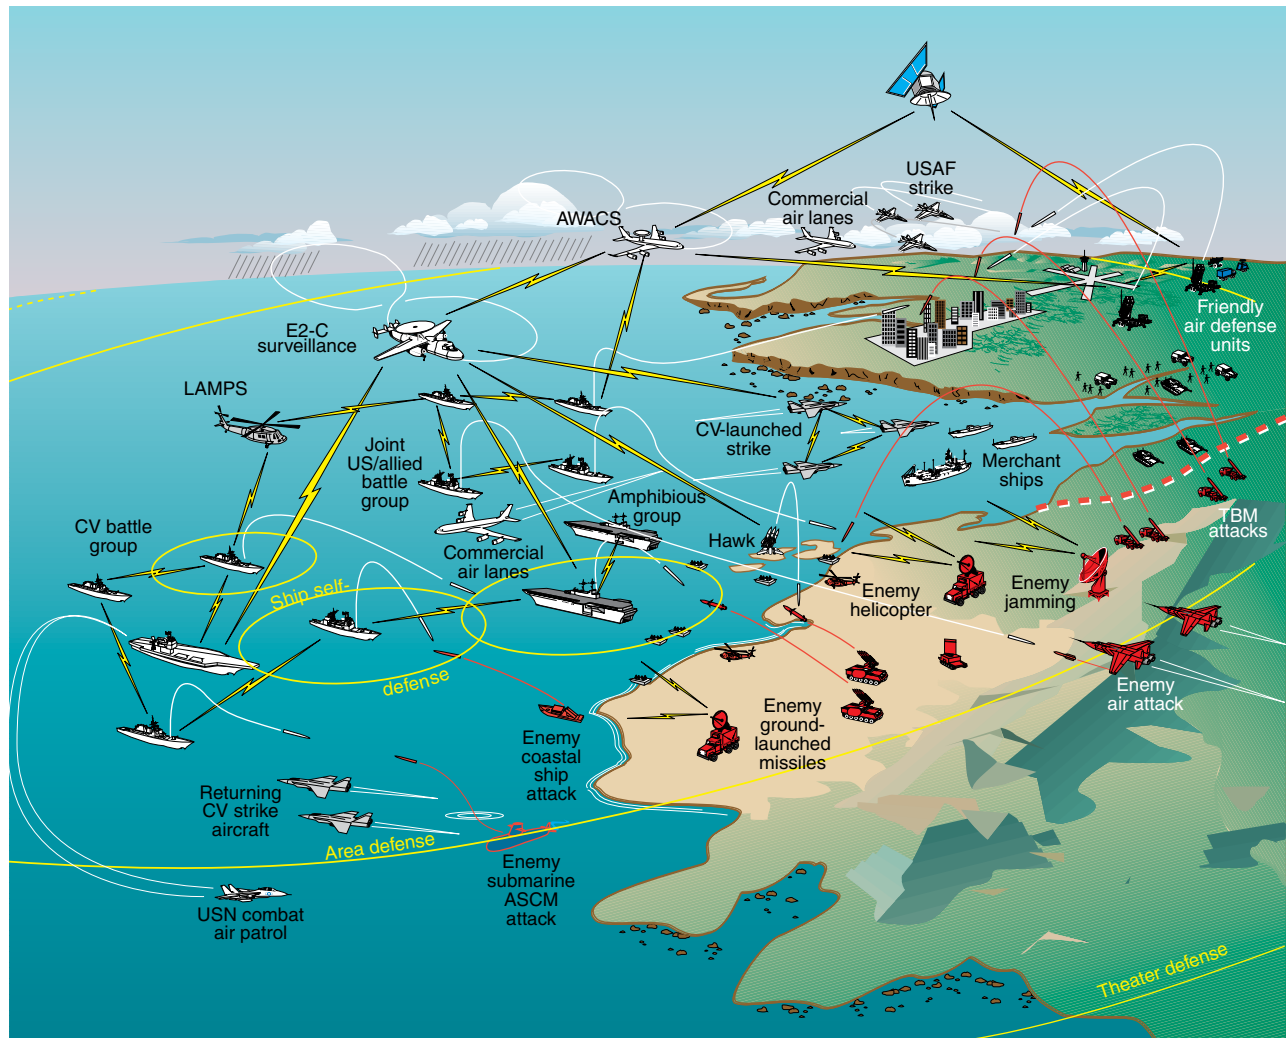 USAF
strike
Commercial
air lanes
AWACS
Friendly
air defense
units
E2-C
surveillance
LAMPS
CV-launched
strike
Joint
US/allied
battle
group
Merchant
ships
Amphibious
group
TBM
attacks
CV battle
group
Hawk
Commercial
air lanes
Ship self-
defense
Enemy
helicopter
Enemy
jamming
Enemy
air attack
Enemy
ground-
launched
missiles
Enemy
coastal
ship
attack
Returning
CV strike
aircraft
Area defense
Enemy
submarine
ASCM
attack
USN combat
air patrol
Theater defense